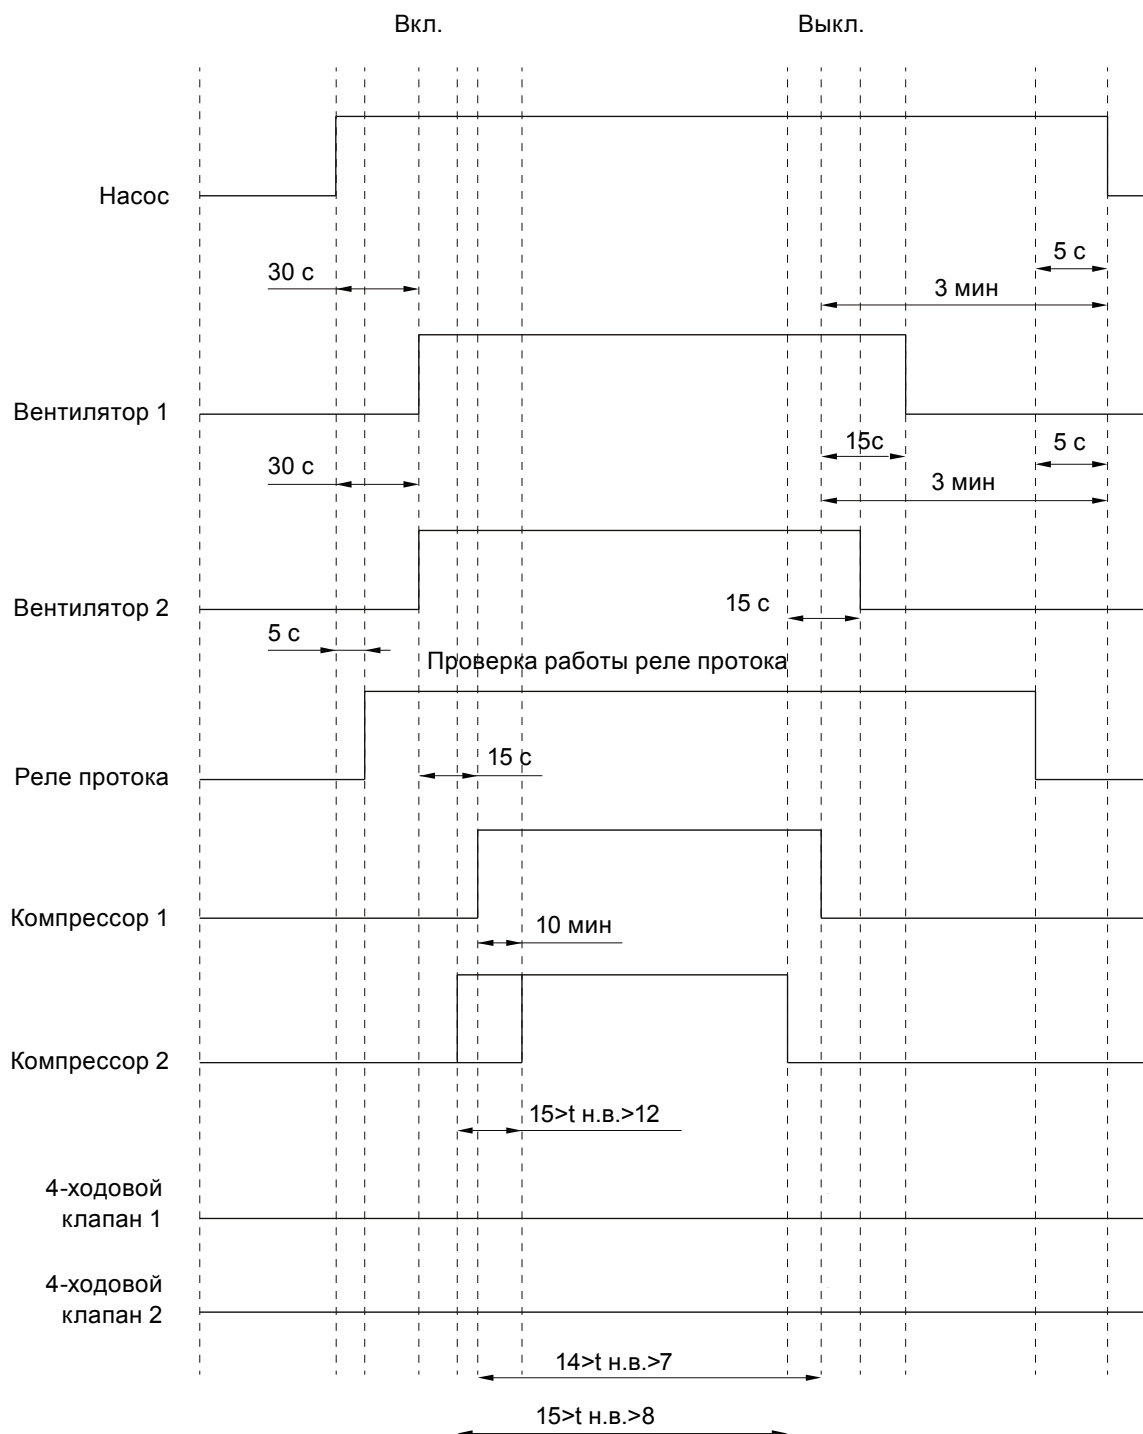 Вкл.
Выкл.
Насос
5 с
30 с
3 мин
Вентилятор 1
15с
5 с
30 с
3 мин
Вентилятор 2
15 с
5 с
Проверка работы реле протока
15 с
Реле протока
Компрессор 1
10 мин
Компрессор 2
15>t н.в.>12
4-ходовой
клапан 1
4-ходовой
клапан 2
14>t н.в.>7
15>t н.в.>8